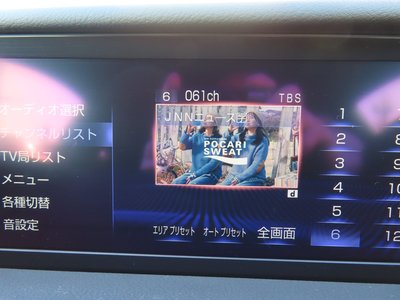 6 061ch TBS
オーディオ選択
チャンネルリスト
TV局リスト
メニュー
各種切替
音設定
JNNニュース
POCARI
SWEAT
d
エリアプリセット オートプリセット 全画面
1
2
3
4
5
6
7
8
9
10
11
12